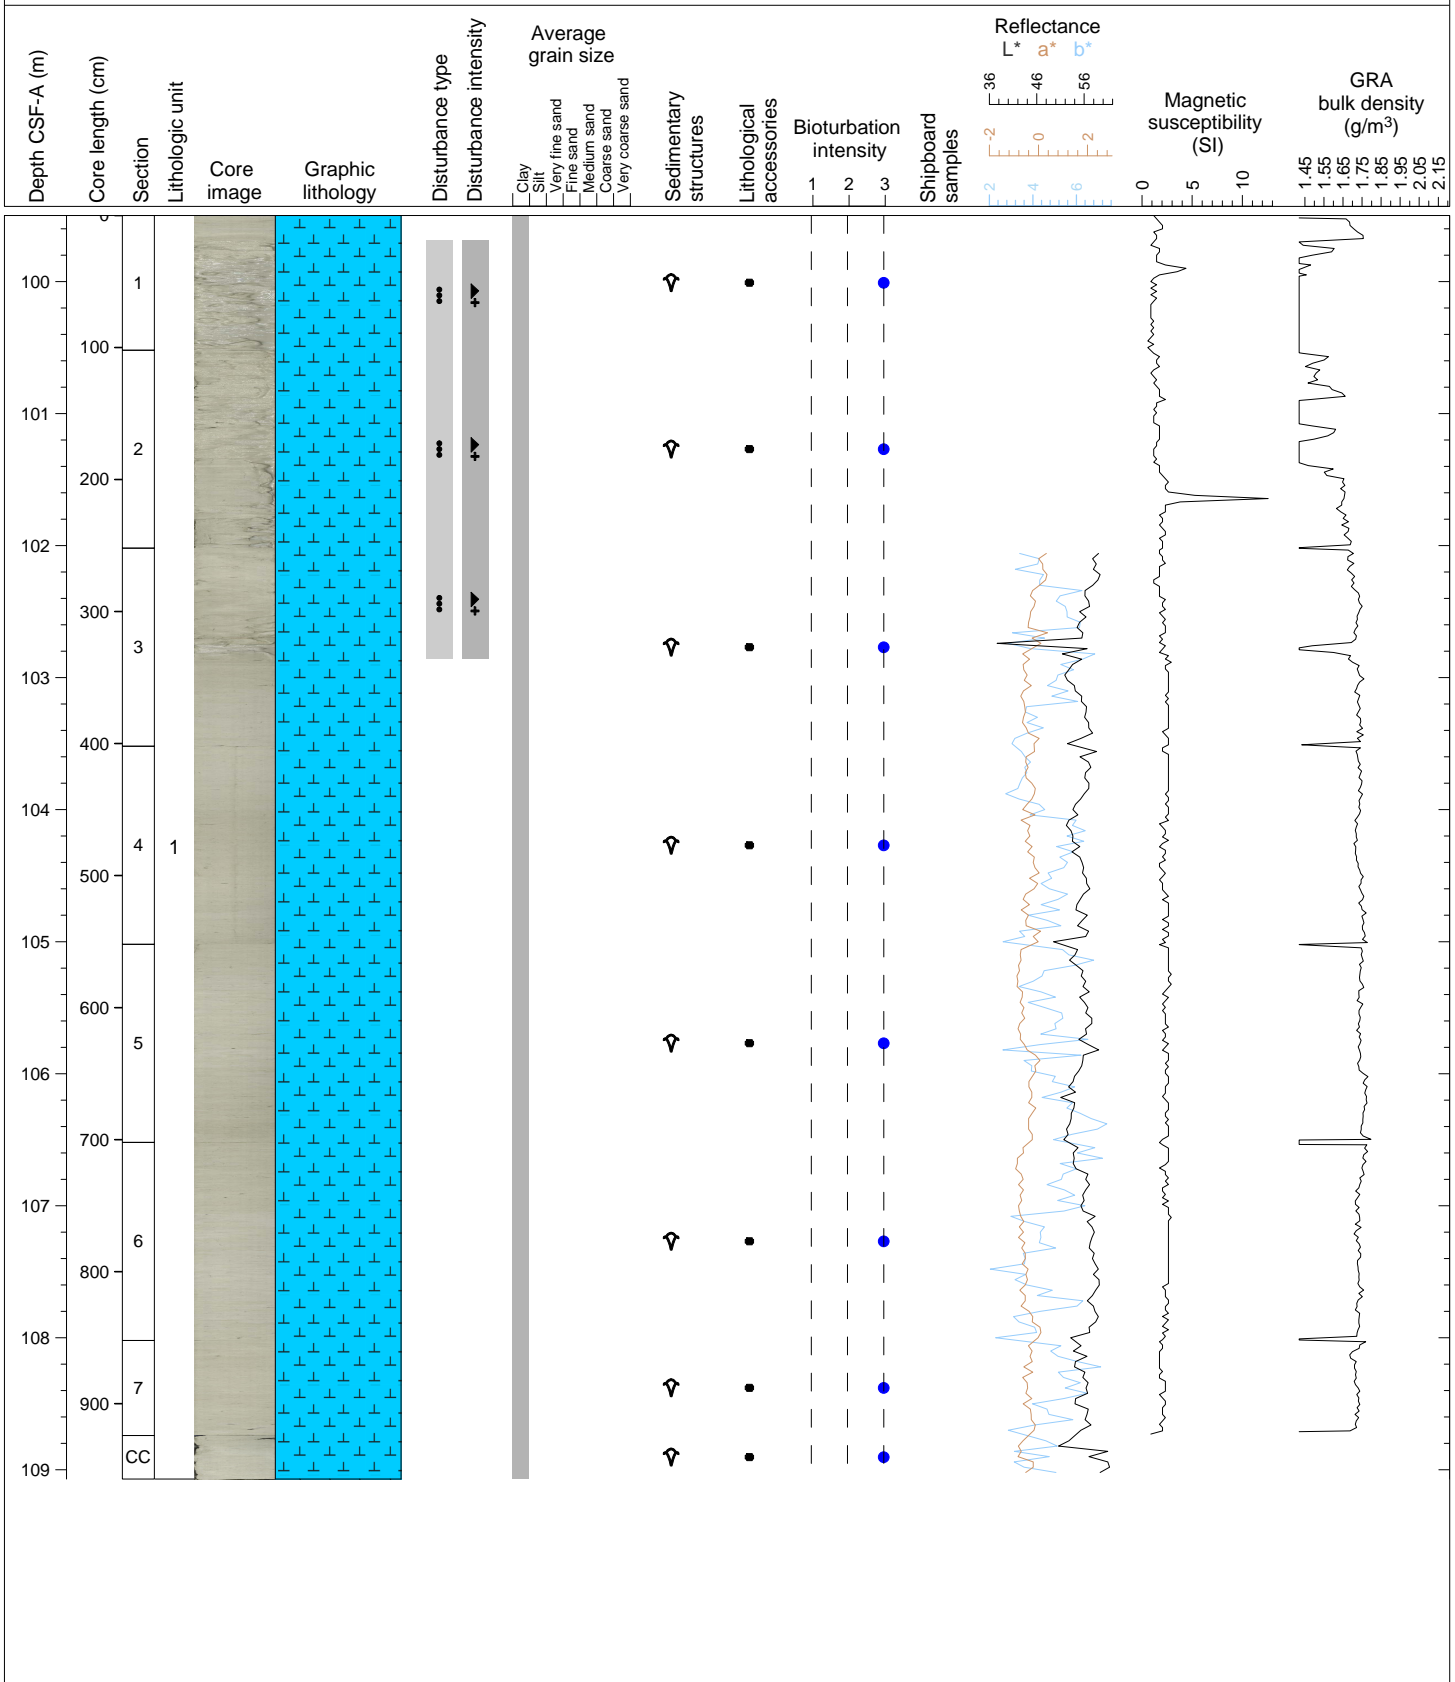 Depth CSF-A (m)
Core length (cm)
Section
Lithologic unit
Core
image
Graphic
lithology
Disturbance type
Disturbance intensity
Average
grain size
Clay
Silt
Very fine sand
Fine sand
Medium sand
Coarse sand
Very coarse sand
Sedimentary
structures
Lithological
accessories
Bioturbation
intensity
1 2 3
Shipboard
samples
Reflectance
L* a* b*
36 46 56
-2 0 2
2 4 6
Magnetic
susceptibility
(SI)
0 5 10
GRA
bulk density
(g/m³)
1.45 1.55 1.65 1.75 1.85 1.95 2.05 2.15
0
100 1
100
101
2
200
102
300
3
103
400
104
4 1
500
105
600
5
106
700
107
6
800
108
7
900
CC
109